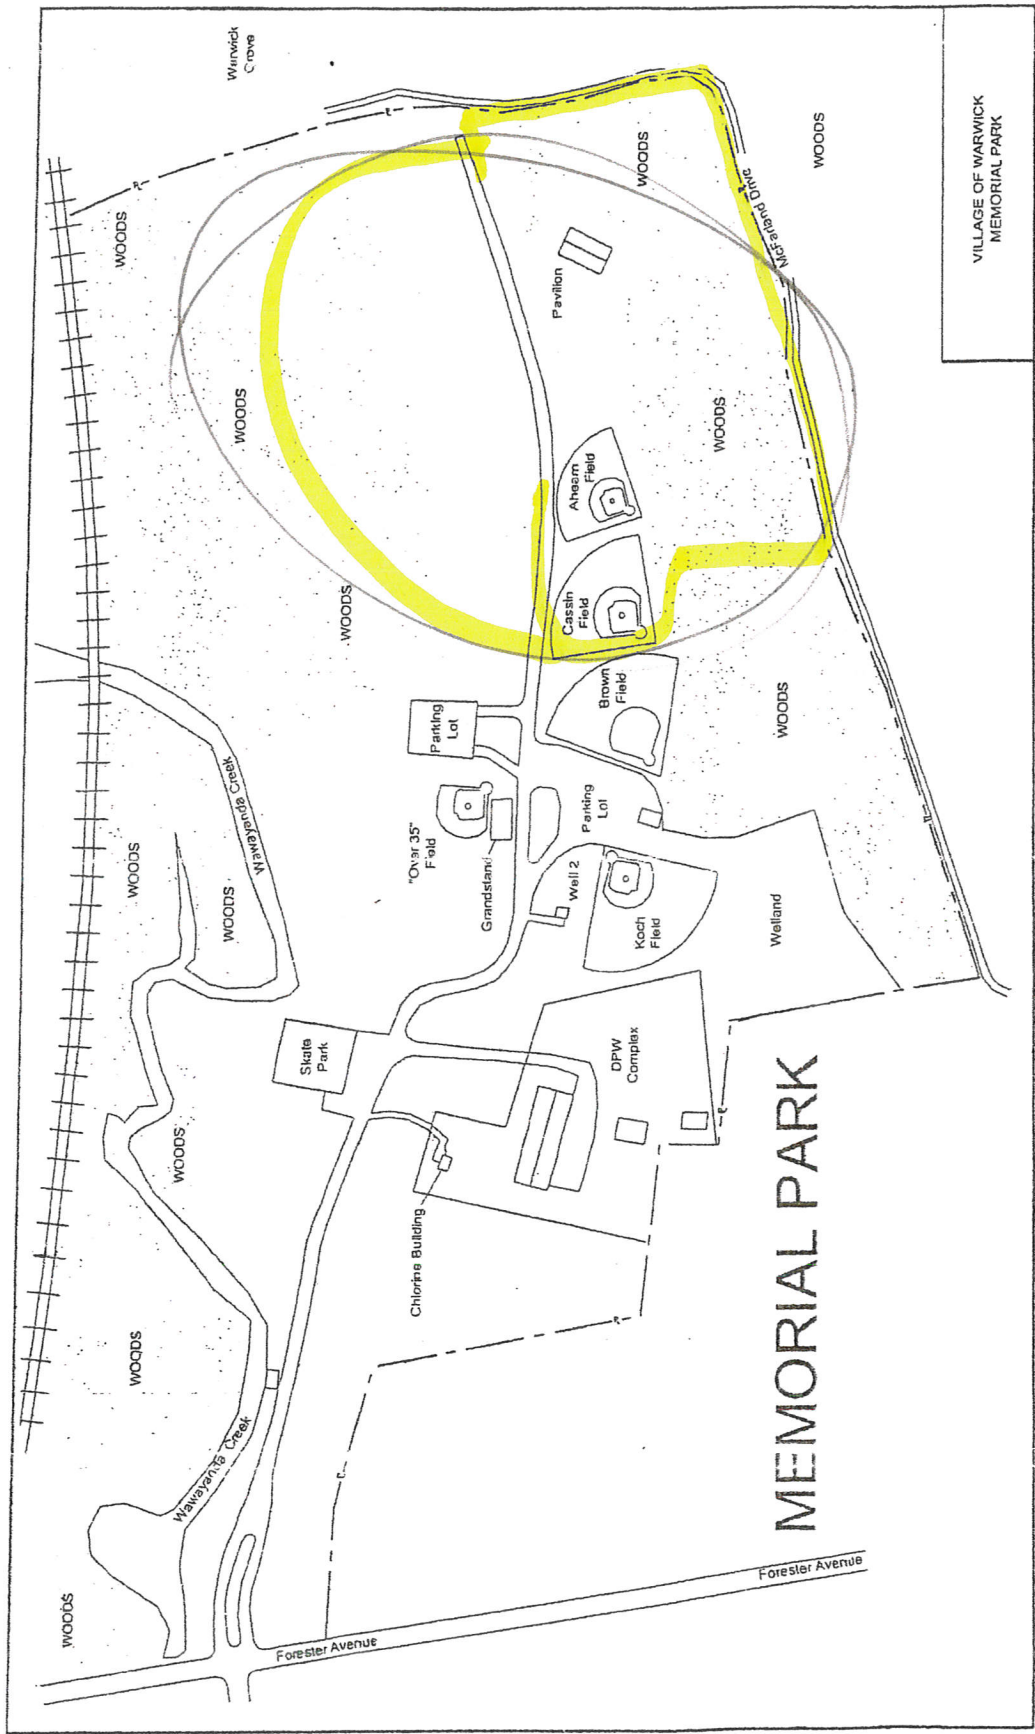 WOODS
Wawayanda Creek
WOODS
WOODS
WOODS
WOODS
Wawayanda Creek
WOODS
WOODS
WOODS
Warwick
Grove
Forester Avenue
Forester Avenue
Chlorine Building
Skate
Park
DPW
Complex
"Over 35"
Field
Grandstand
Parking
Lot
Well 2
Koch
Field
Parking
Lot
Brown
Field
Cassin
Field
Ahearn
Field
Pavilion
Wetland
WOODS
WOODS
WOODS
McFarland Drive
WOODS
WOODS
MEMORIAL PARK
VILLAGE OF WARWICK
MEMORIAL PARK